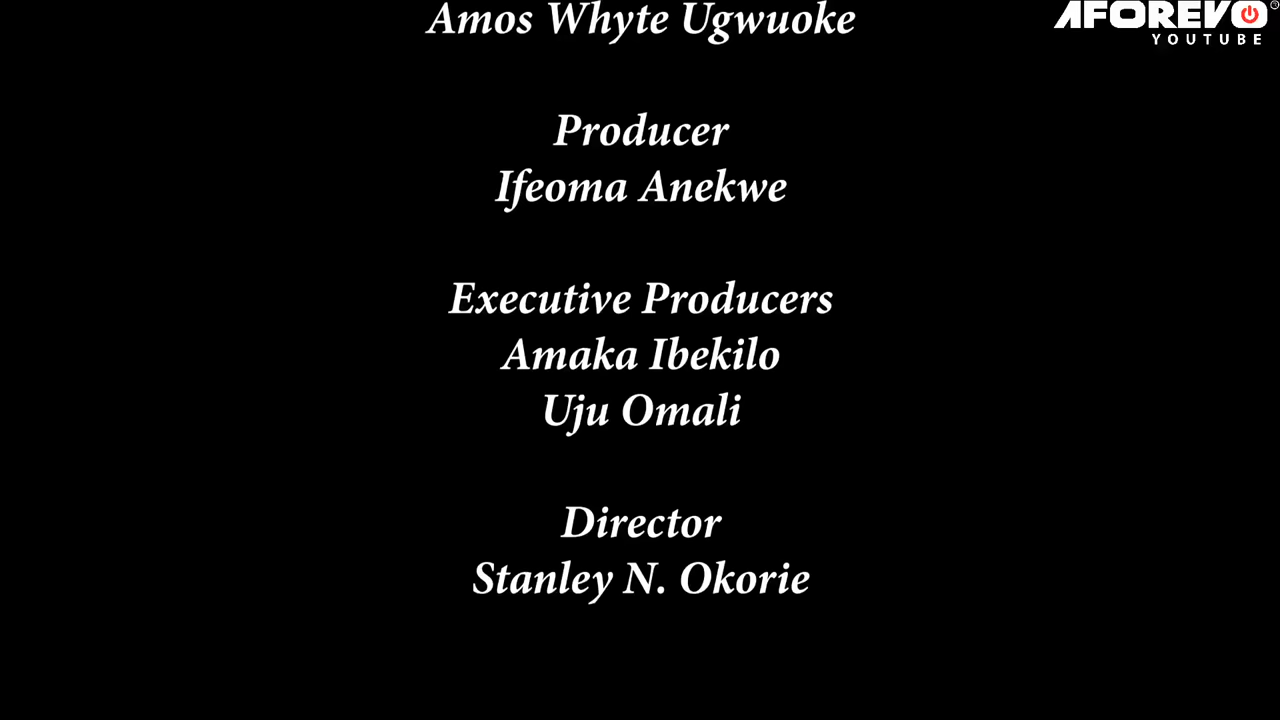 Amos Whyte Ugwuoke
AFOREVO
YOUTUBE
Producer
Ifeoma Anekwe
Executive Producers
Amaka Ibekilo
Uju Omali
Director
Stanley N. Okorie